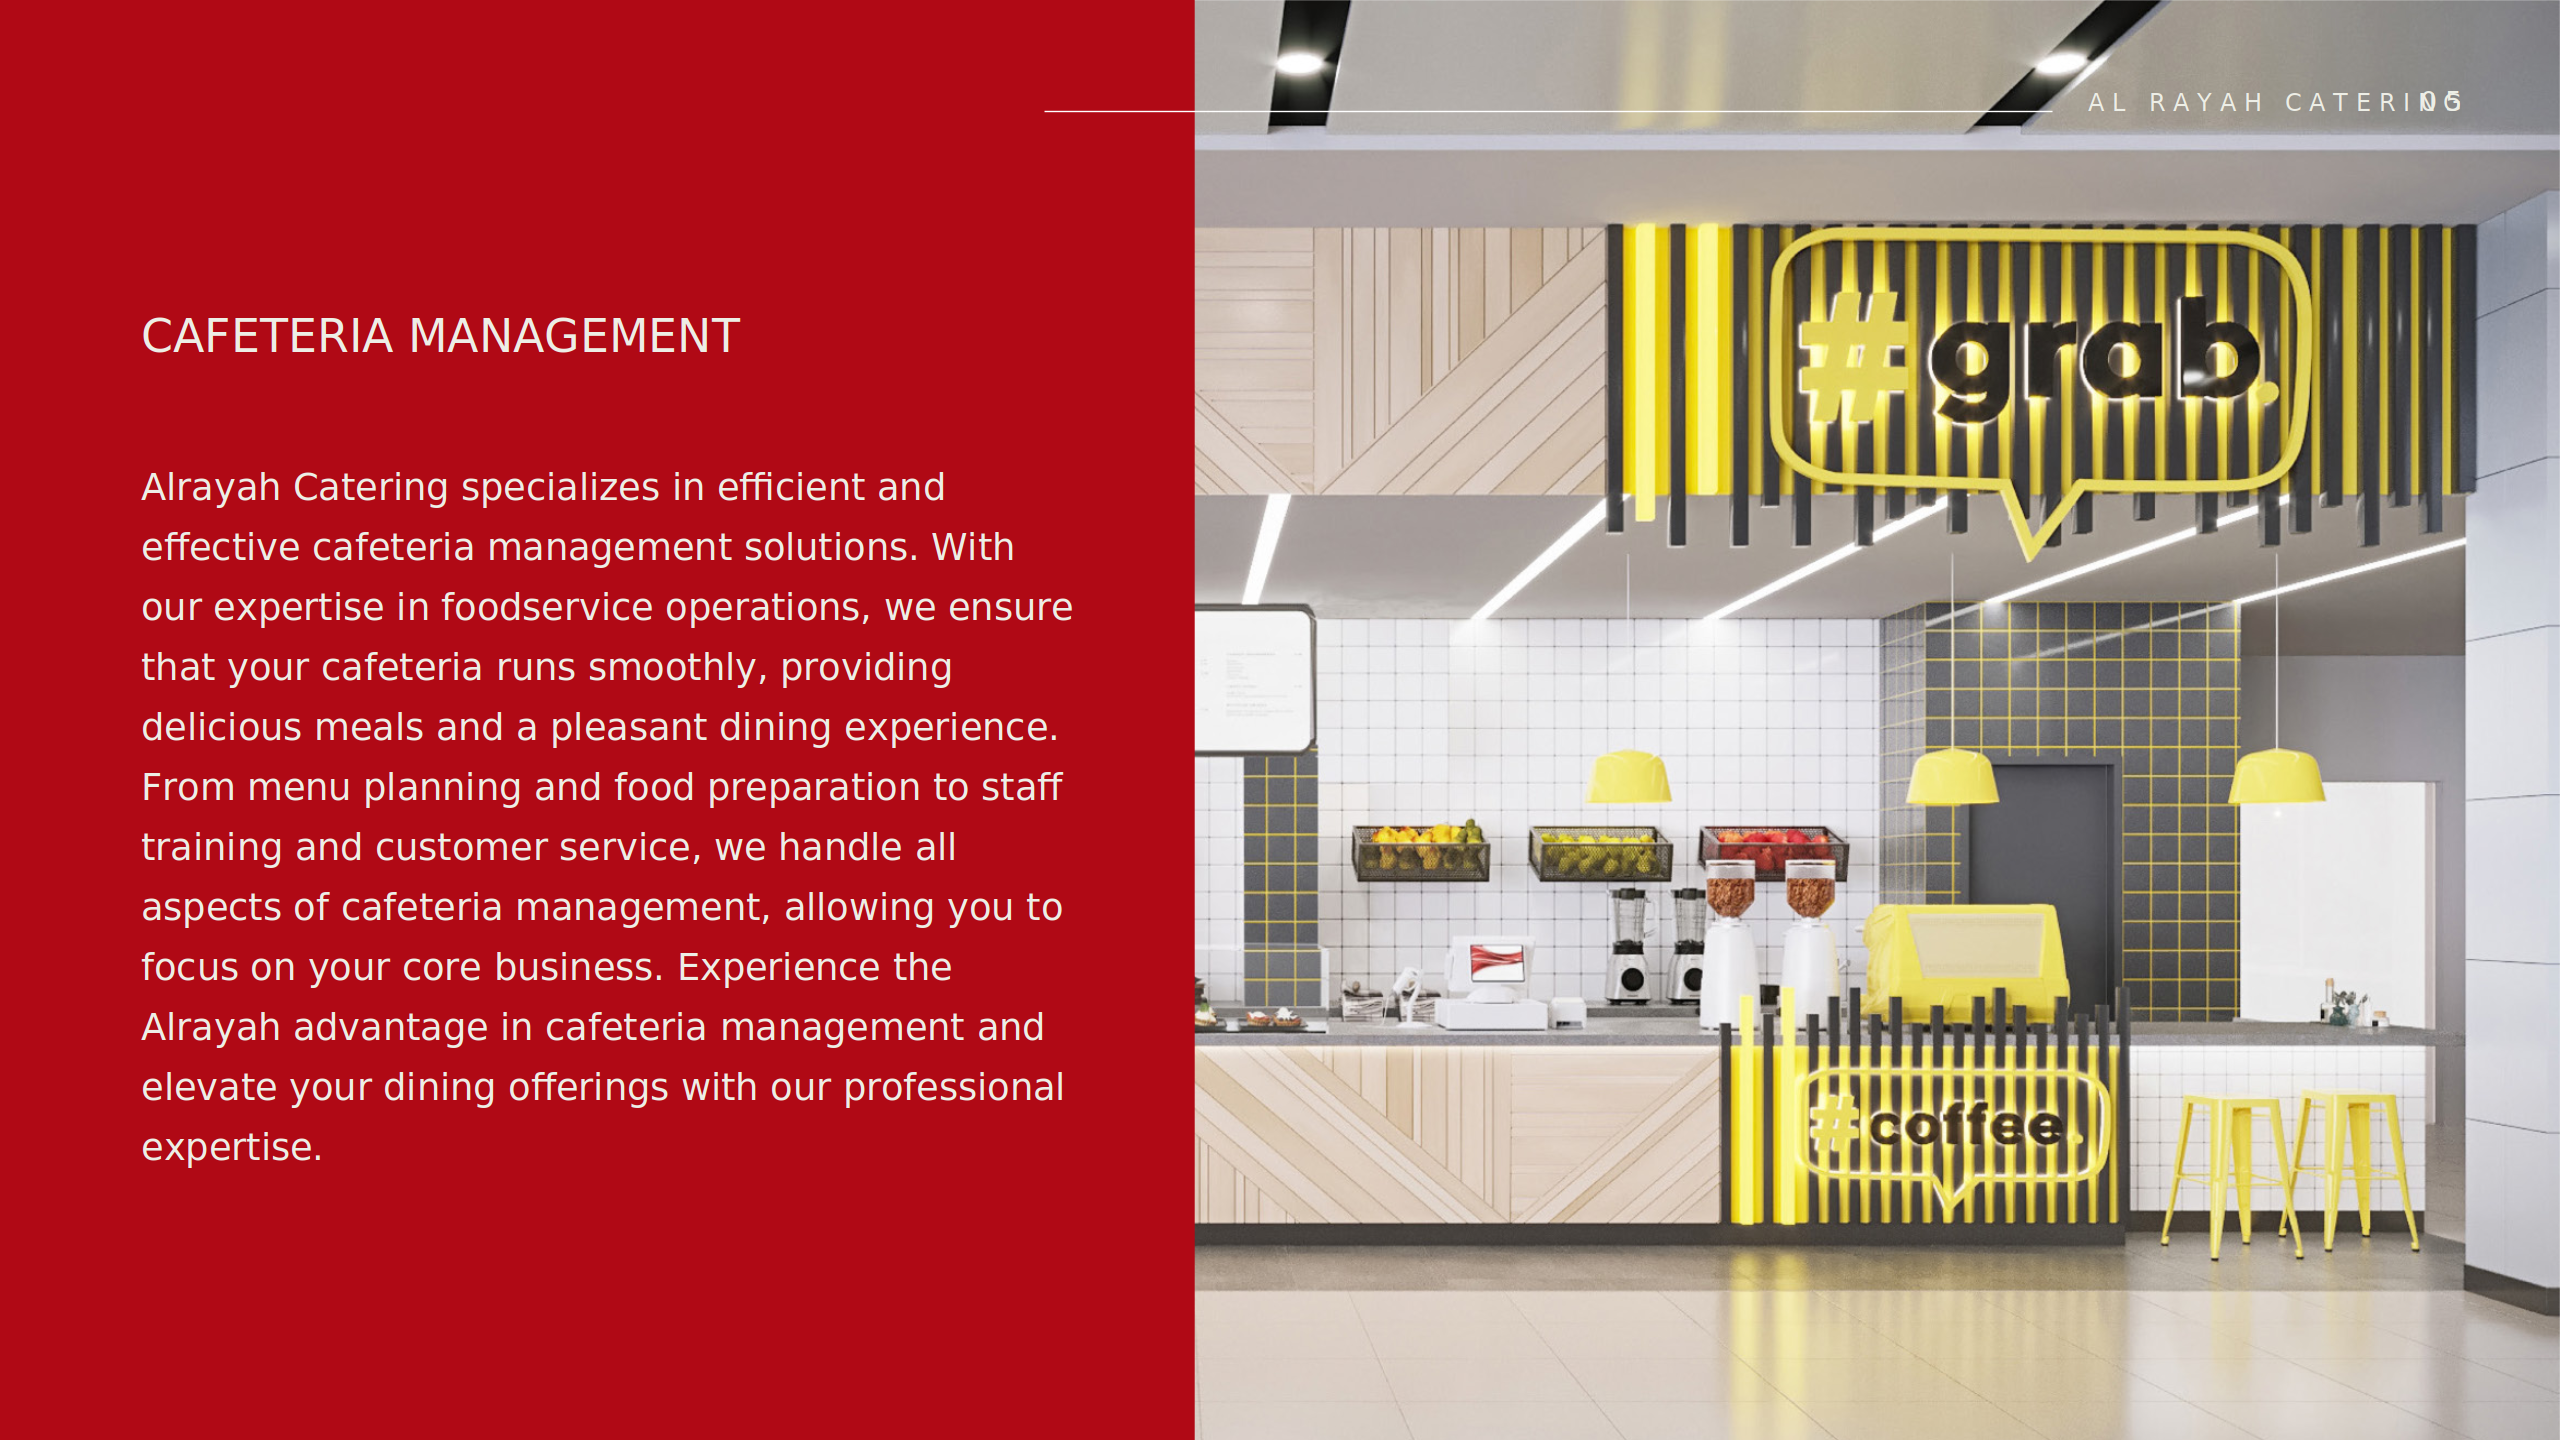 AL RAYAH CATERING
05
CAFETERIA MANAGEMENT
Alrayah Catering specializes in efficient and
effective cafeteria management solutions. With
our expertise in foodservice operations, we ensure
that your cafeteria runs smoothly, providing
delicious meals and a pleasant dining experience.
From menu planning and food preparation to staff
training and customer service, we handle all
aspects of cafeteria management, allowing you to
focus on your core business. Experience the
Alrayah advantage in cafeteria management and
elevate your dining offerings with our professional
expertise.
#grab.
#coffee.